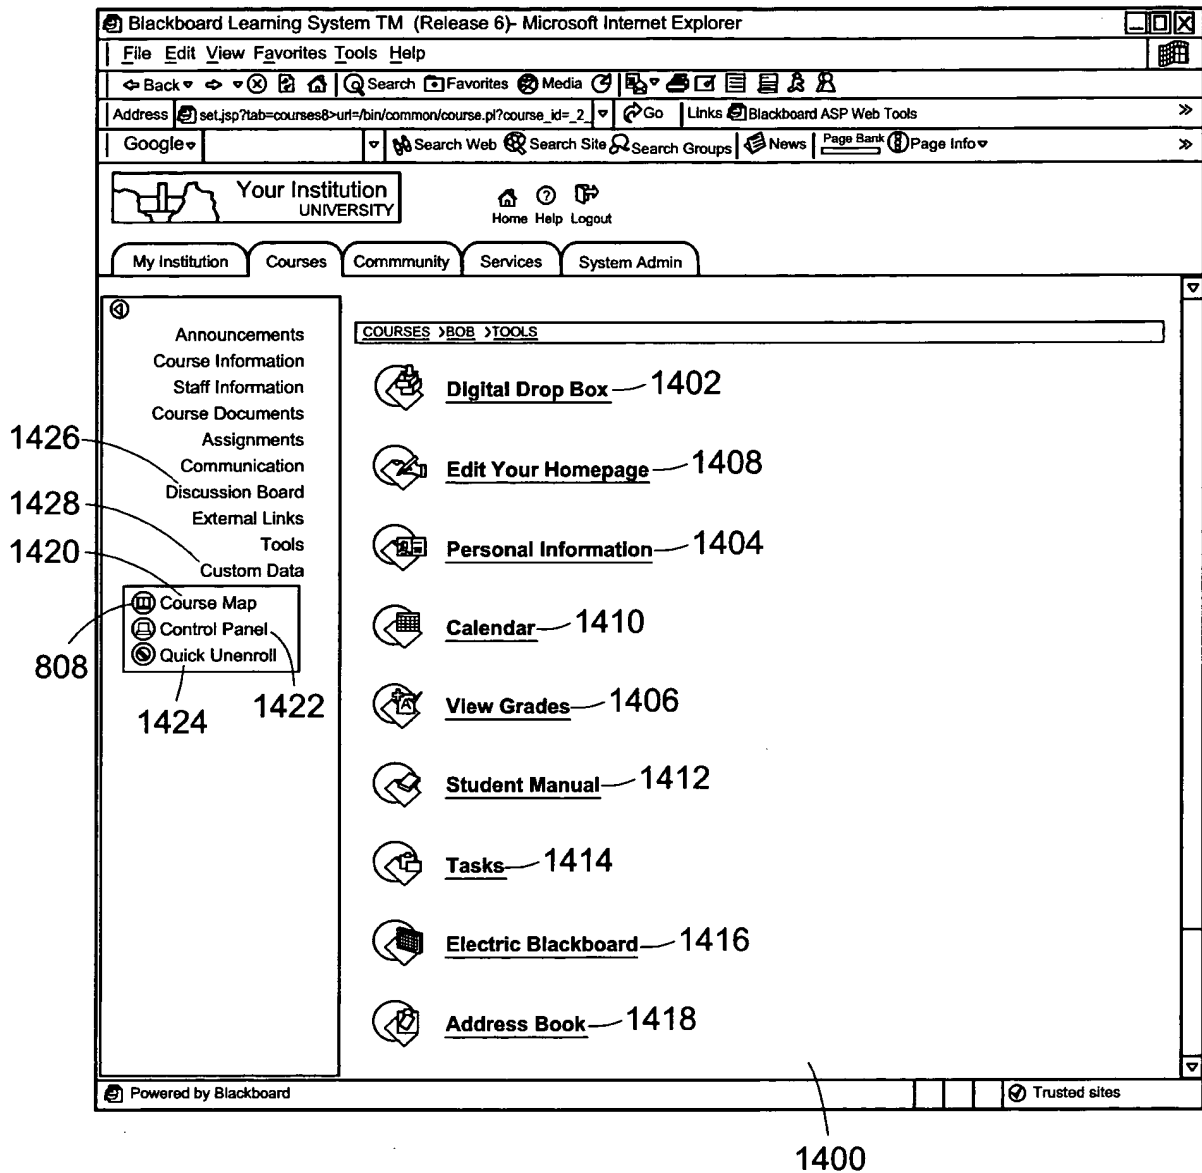 Blackboard Learning System TM (Release 6)- Microsoft Internet Explorer
File Edit View Favorites Tools Help
Back Search Favorites Media
Address set.jsp?tab=courses8>url=/bin/common/course.pl?course_id=_2_ Go Links Blackboard ASP Web Tools »
Google Search Web Search Site Search Groups News Page Bank Page Info »
Your Institution
UNIVERSITY
Home Help Logout
My Institution Courses Commmunity Services System Admin
COURSES >BOB >TOOLS
Announcements
Course Information
Staff Information
Course Documents
Assignments
Communication
Discussion Board
External Links
Tools
Custom Data
Course Map
Control Panel
Quick Unenroll
1426
1428
1420
808
1424
1422
Digital Drop Box 1402
Edit Your Homepage 1408
Personal Information 1404
Calendar 1410
View Grades 1406
Student Manual 1412
Tasks 1414
Electric Blackboard 1416
Address Book 1418
Powered by Blackboard Trusted sites
1400